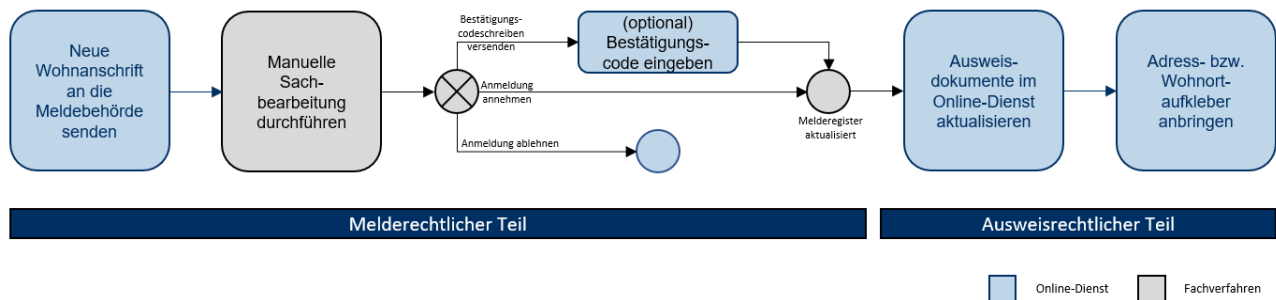 Neue
Wohnanschrift
an die
Meldebehörde
senden
Manuelle
Sach-
bearbeitung
durchführen
Bestätigungs-
codeschreiben
versenden
Anmeldung
annehmen
Anmeldung ablehnen
(optional)
Bestätigungs-
code eingeben
Melderegister
aktualisiert
Ausweis-
dokumente im
Online-Dienst
aktualisieren
Adress- bzw.
Wohnort-
aufkleber
anbringen
Melderechtlicher Teil
Ausweisrechtlicher Teil
Online-Dienst
Fachverfahren